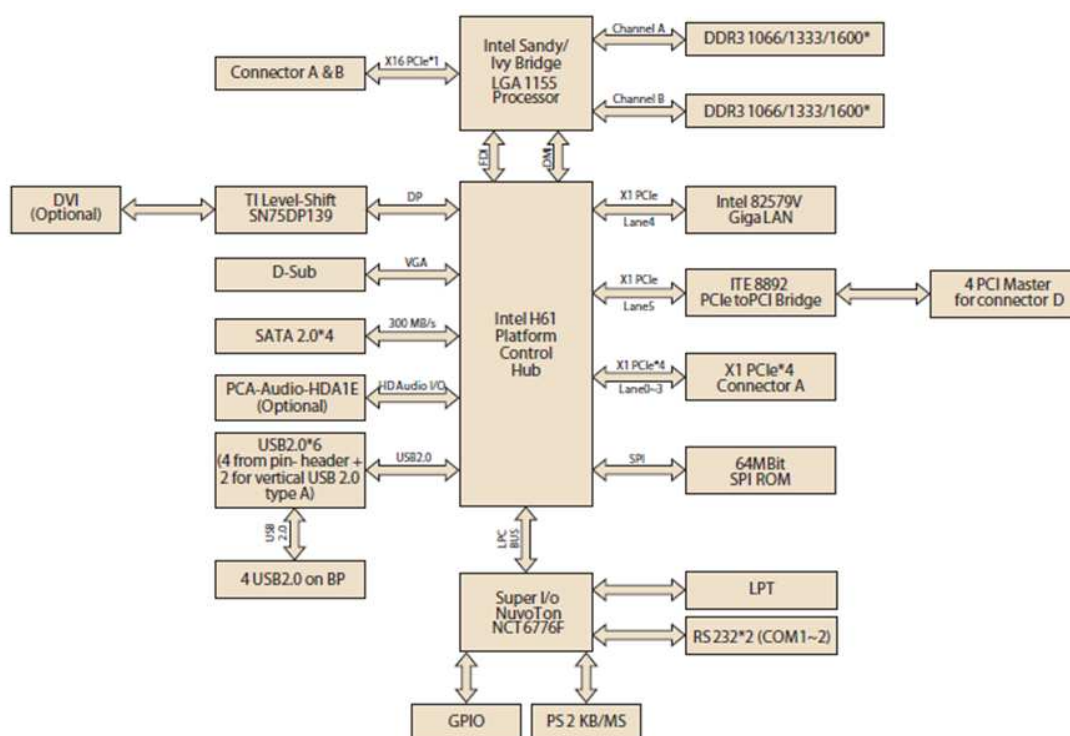 Intel Sandy/
Ivy Bridge
LGA 1155
Processor
Channel A
DDR3 1066/1333/1600*
Connector A & B
X16 PCIe*1
Channel B
DDR3 1066/1333/1600*
FDI
DMI
DVI
(Optional)
TI Level-Shift
SN75DP139
DP
X1 PCIe
Lane4
Intel 82579V
Giga LAN
D-Sub
VGA
X1 PCIe
Lane5
ITE 8892
PCIe toPCI Bridge
4 PCI Master
for connector D
Intel H61
Platform
Control
Hub
SATA 2.0*4
300 MB/s
PCA-Audio-HDA1E
(Optional)
HD Audio I/O
X1 PCIe*4
Lane0~3
X1 PCIe*4
Connector A
USB2.0*6
(4 from pin- header +
2 for vertical USB 2.0
type A)
USB2.0
SPI
64MBit
SPI ROM
USB
2.0
4 USB2.0 on BP
LPC
BUS
Super I/o
NuvoTon
NCT6776F
LPT
RS 232*2 (COM1~2)
GPIO
PS 2 KB/MS